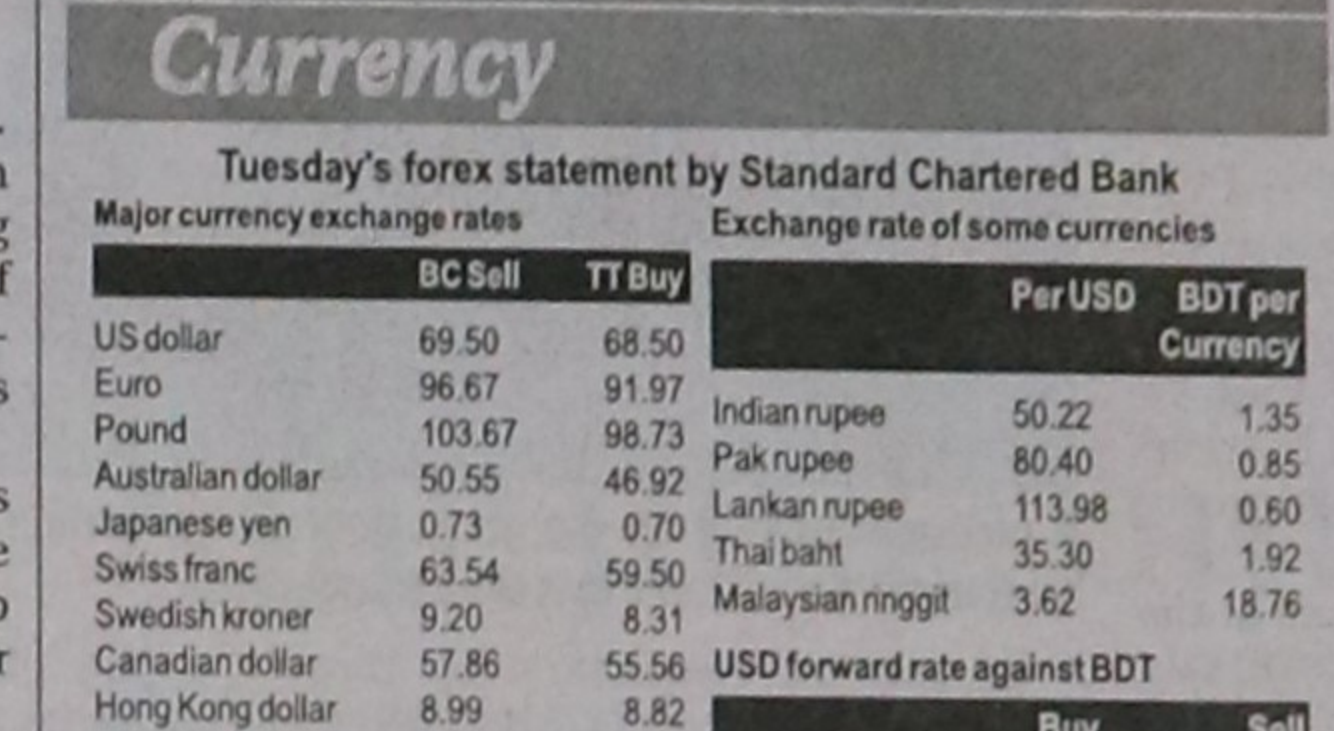 Currency
Tuesday's forex statement by Standard Chartered Bank
Major currency exchange rates
BC Sell TT Buy
US dollar 69.50 68.50
Euro 96.67 91.97
Pound 103.67 98.73
Australian dollar 50.55 46.92
Japanese yen 0.73 0.70
Swiss franc 63.54 59.50
Swedish kroner 9.20 8.31
Canadian dollar 57.86 55.56
Hong Kong dollar 8.99 8.82
Exchange rate of some currencies
Per USD BDT per
Currency
Indian rupee 50.22 1.35
Pak rupee 80.40 0.85
Lankan rupee 113.98 0.60
Thai baht 35.30 1.92
Malaysian ringgit 3.62 18.76
USD forward rate against BDT
Buy Sell